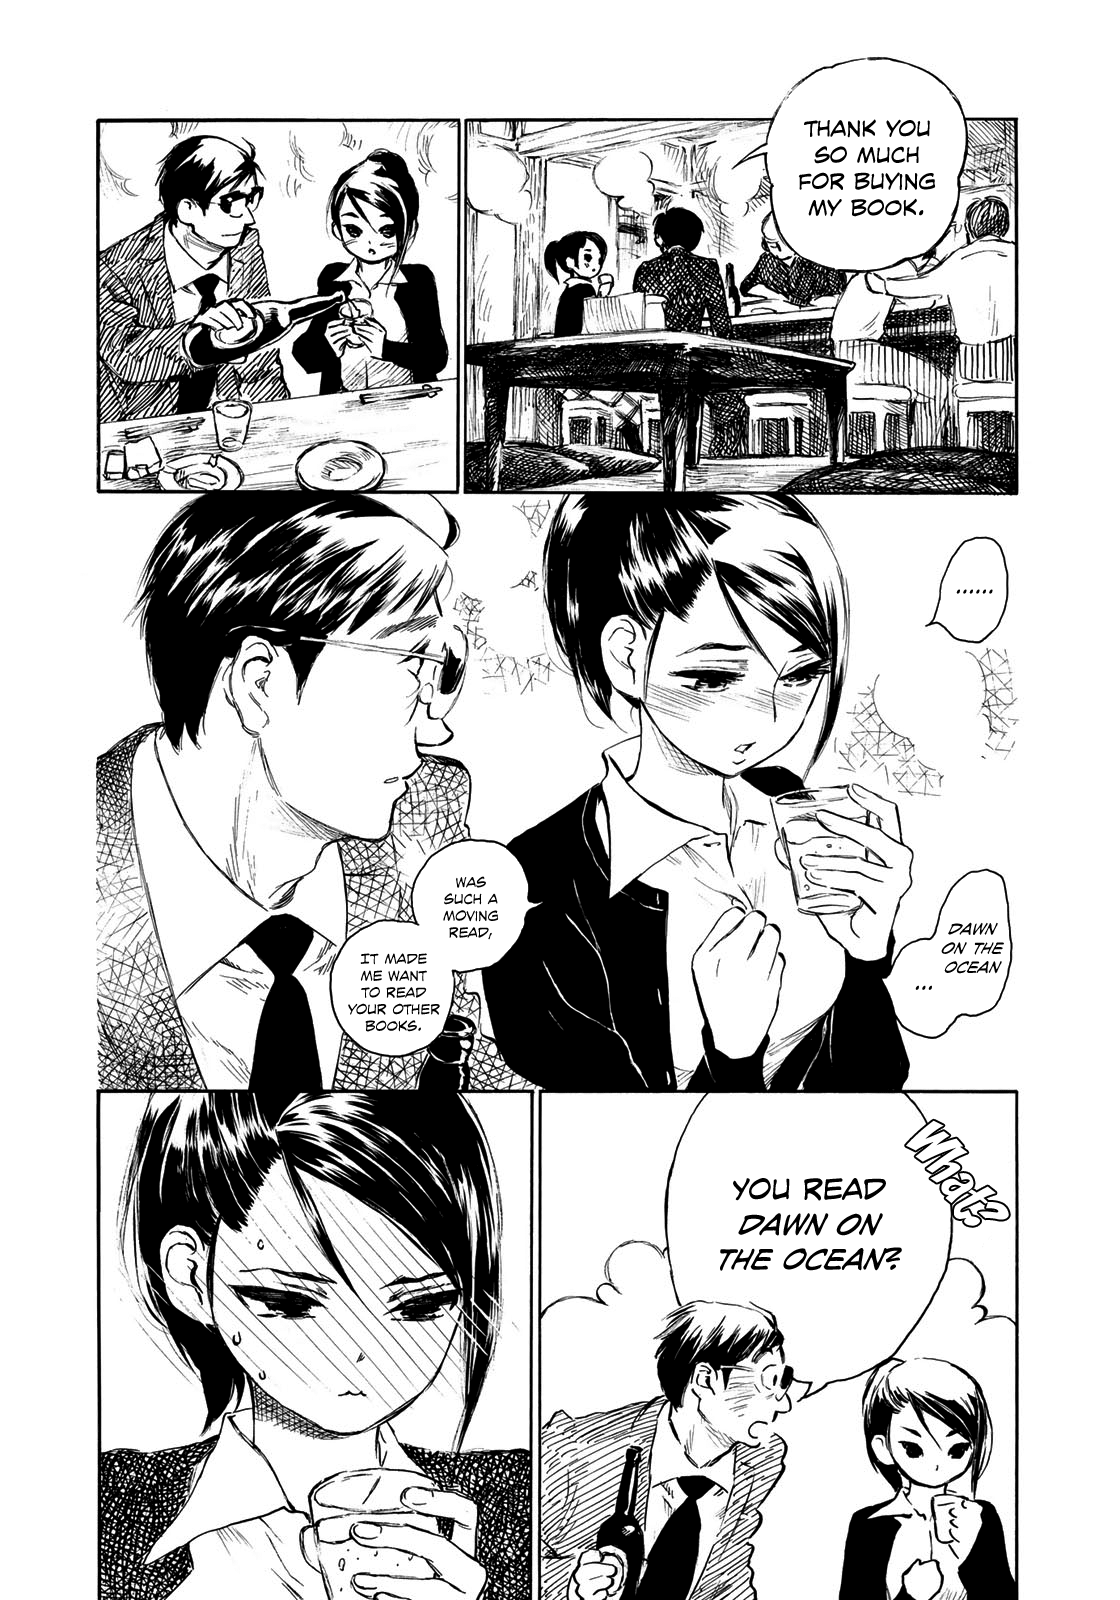 THANK YOU
SO MUCH
FOR BUYING
MY BOOK.
......
DAWN
ON THE
OCEAN
...
WAS
SUCH A
MOVING
READ,
IT MADE
ME WANT
TO READ
YOUR OTHER
BOOKS.
What?
YOU READ
DAWN ON
THE OCEAN?